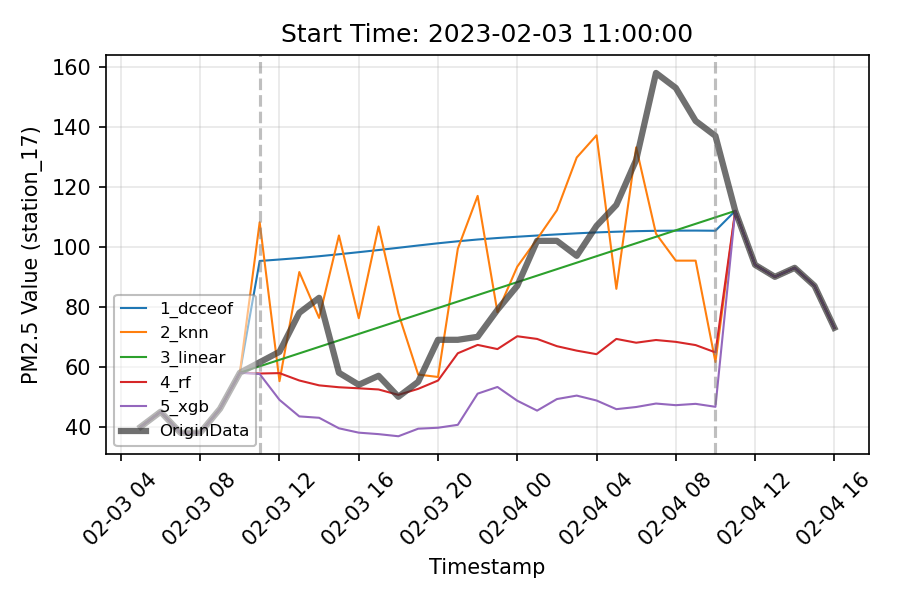 Start Time: 2023-02-03 11:00:00
PM2.5 Value (station_17)
160
140
120
100
80
60
40
1_dcceof
2_knn
3_linear
4_rf
5_xgb
OriginData
02-03 04
02-03 08
02-03 12
02-03 16
02-03 20
02-04 00
02-04 04
02-04 08
02-04 12
02-04 16
Timestamp